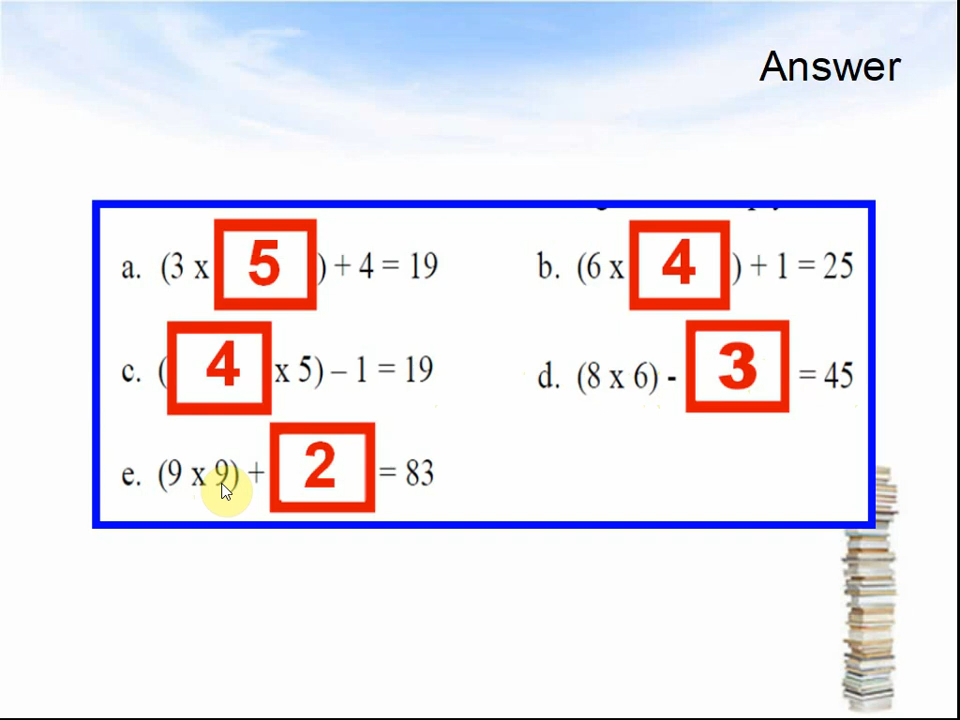 Answer
a. (3 x 5 ) + 4 = 19
b. (6 x 4 ) + 1 = 25
c. ( 4 x 5) – 1 = 19
d. (8 x 6) - 3 = 45
e. (9 x 9) + 2 = 83